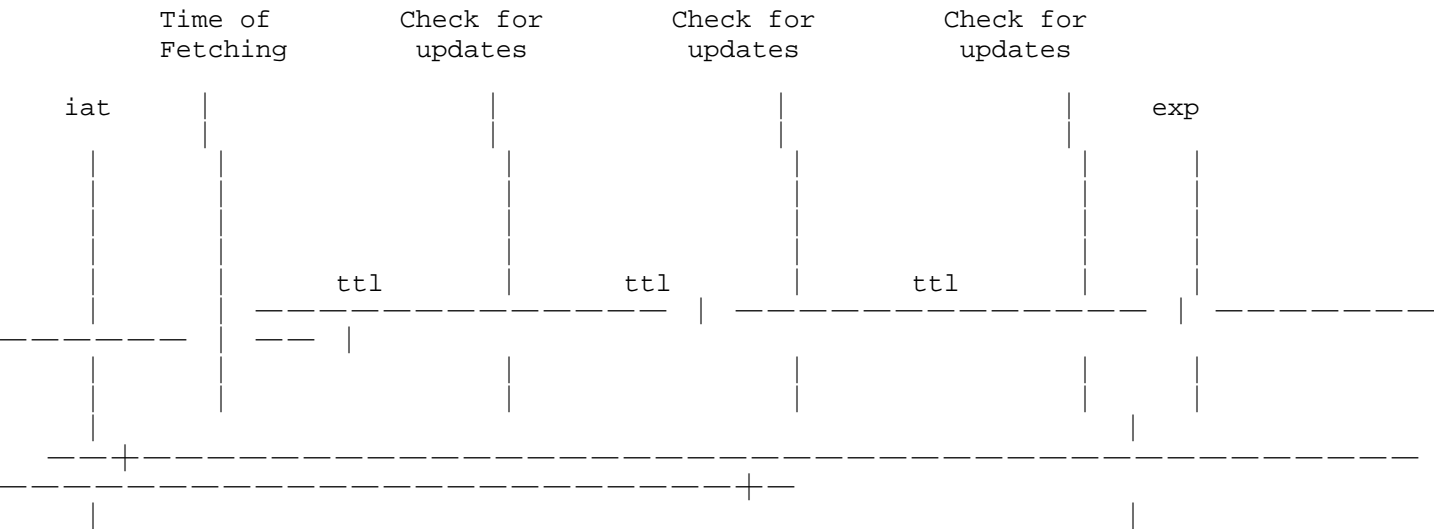 Time of Check for Check for Check for
Fetching updates updates updates
iat exp
ttl ttl ttl